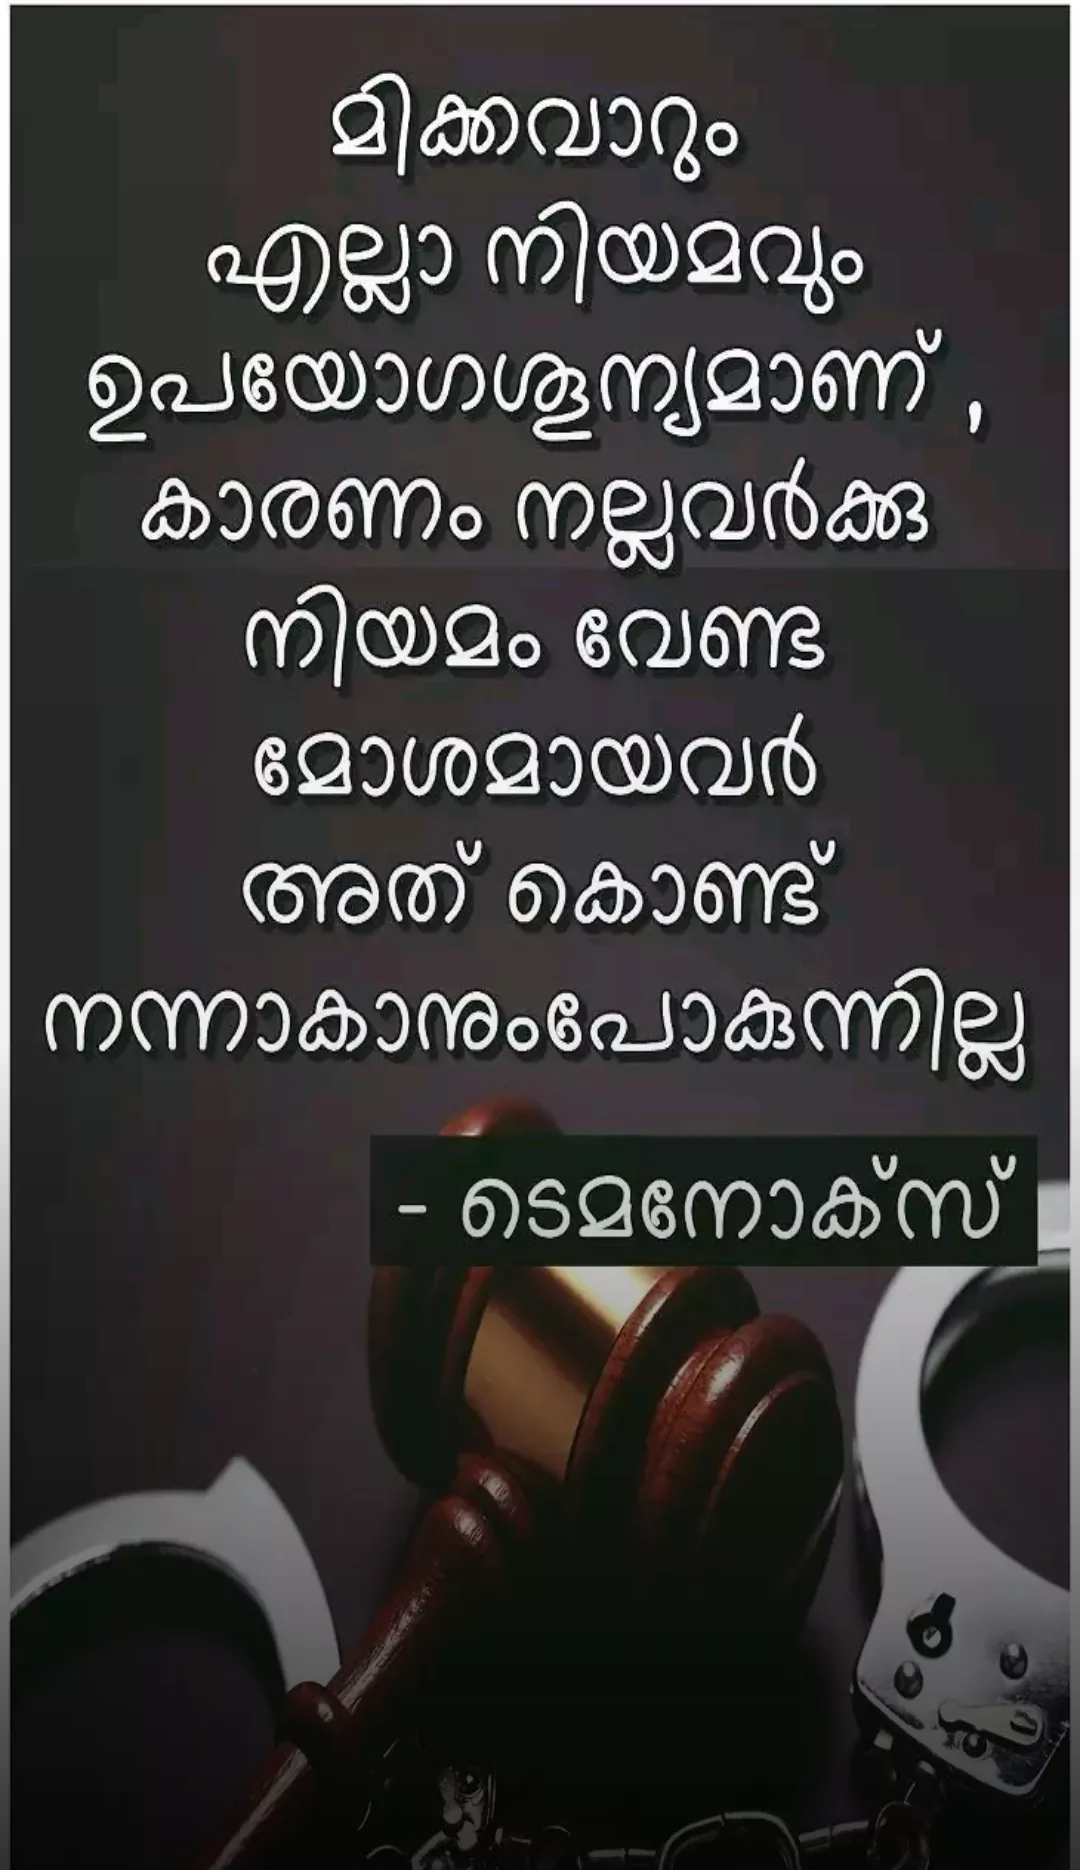 മിക്കവാറും
എല്ലാ നിയമവും
ഉപയോഗശൂന്യമാണ് ,
കാരണം നല്ലവർക്കു
നിയമം വേണ്ട
മോശമായവർ
അത് കൊണ്ട്
നന്നാകാനുംപോകുന്നില്ല
- ടെമനോക്സ്